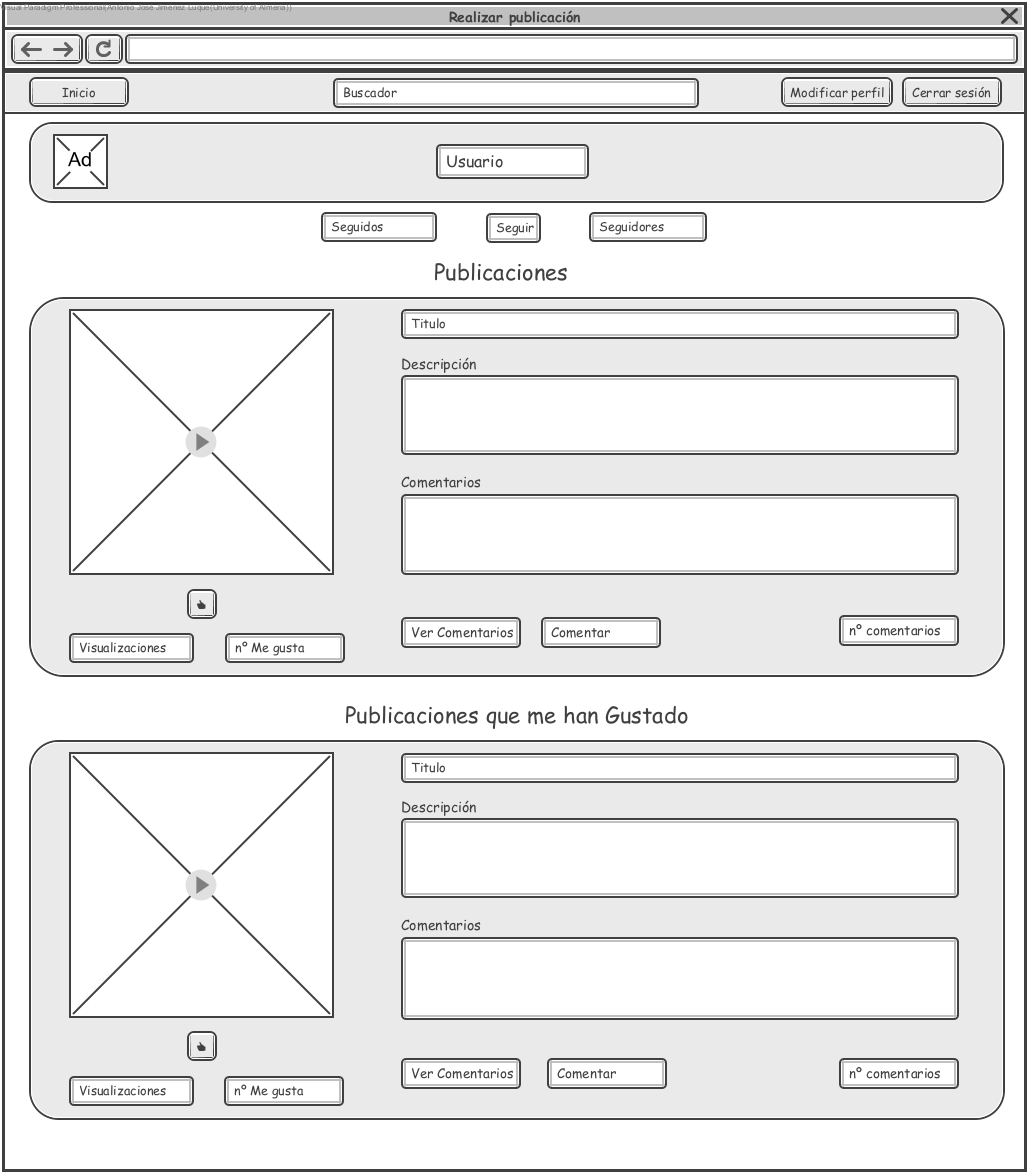 Visual Paradigm Professional(Antonio José Jiménez Luque(University of Almeria))
Realizar publicación
Inicio
Buscador
Modificar perfil
Cerrar sesión
Ad
Usuario
Seguidos
Seguir
Seguidores
Publicaciones
Titulo
Descripción
Comentarios
Ver Comentarios
Comentar
nº comentarios
Visualizaciones
nº Me gusta
Publicaciones que me han Gustado
Titulo
Descripción
Comentarios
Ver Comentarios
Comentar
nº comentarios
Visualizaciones
nº Me gusta